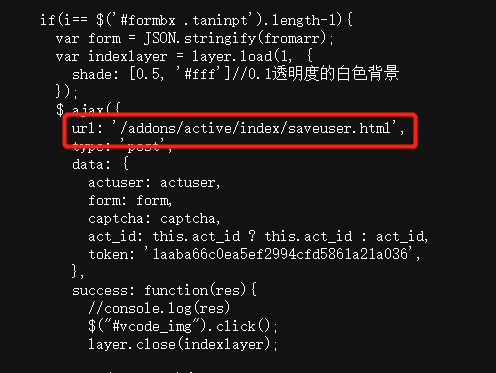 if(i== $('#formbx .taninpt').length-1){
var form = JSON.stringify(fromarr);
var indexlayer = layer.load(1, {
shade: [0.5, '#fff']//0.1透明度的白色背景
});
$.ajax({
url: '/addons/active/index/saveuser.html',
type: 'post',
data: {
actuser: actuser,
form: form,
captcha: captcha,
act_id: this.act_id ? this.act_id : act_id,
token: '1aaba66c0ea5ef2994cfd5861a21a036',
},
success: function(res){
//console.log(res)
$("#vcode_img").click();
layer.close(indexlayer);